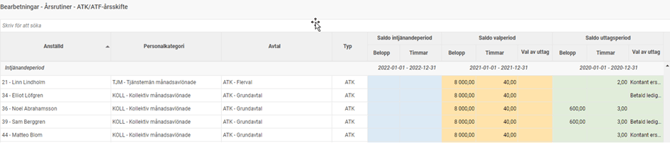 Bearbetningar - Årsrutiner - ATK/ATF-årsskifte
Skriv för att söka
Anställd Personalkategori Avtal Typ Saldo intjänandeperiod Saldo valperiod Saldo uttagsperiod
Belopp Timmar Belopp Timmar Val av uttag Belopp Timmar Val av uttag
Intjänandeperiod 2022-01-01 - 2022-12-31 2021-01-01 - 2021-12-31 2020-01-01 - 2020-12-31
21 - Linn Lindholm TJM - Tjänstemän månadsavlönade ATK - Flerval ATK 8 000,00 40,00 2,00 Kontant ers...
34 - Elliot Löfgren KOLL - Kollektiv månadsavlönade ATK - Grundavtal ATK 8 000,00 40,00 Betald ledig...
36 - Noel Abrahamsson KOLL - Kollektiv månadsavlönade ATK - Grundavtal ATK 8 000,00 40,00 600,00 3,00
39 - Sam Berggren KOLL - Kollektiv månadsavlönade ATK - Grundavtal ATK 8 000,00 40,00 600,00 3,00 Betald ledig...
44 - Matteo Blom KOLL - Kollektiv månadsavlönade ATK - Grundavtal ATK 8 000,00 40,00 3,00 Kontant ers...